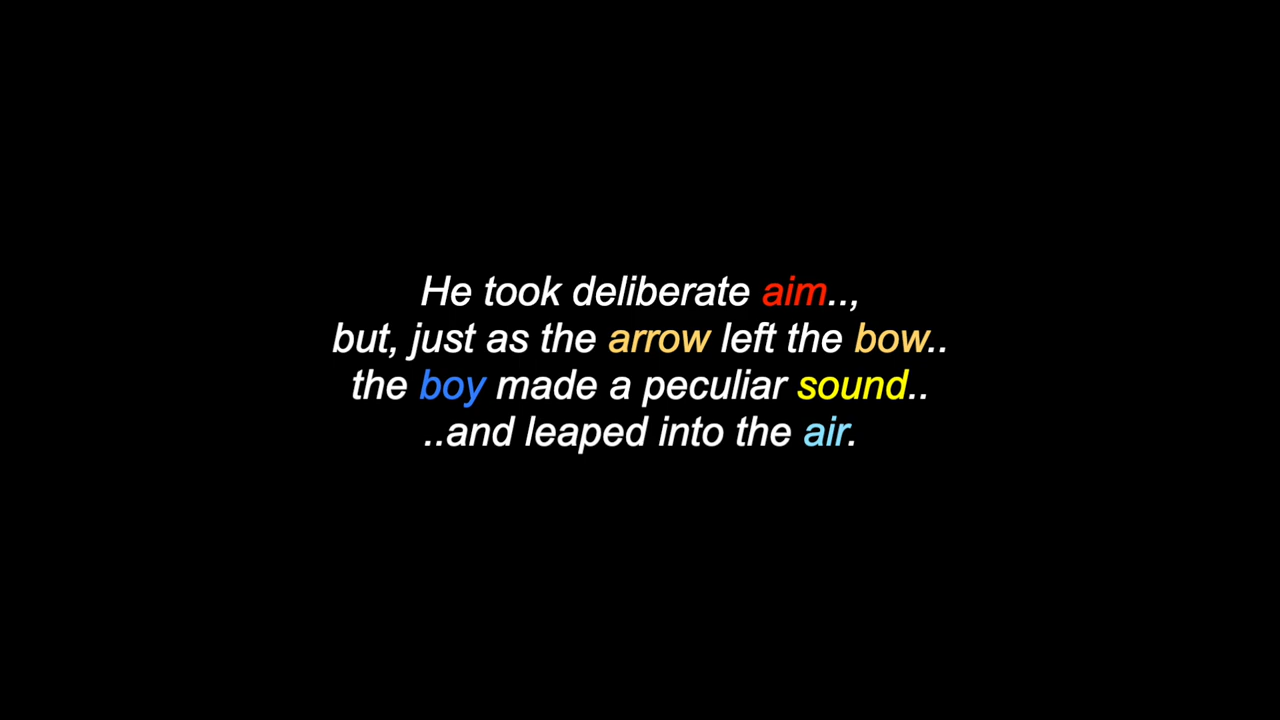 He took deliberate aim..,
but, just as the arrow left the bow..
the boy made a peculiar sound..
..and leaped into the air.